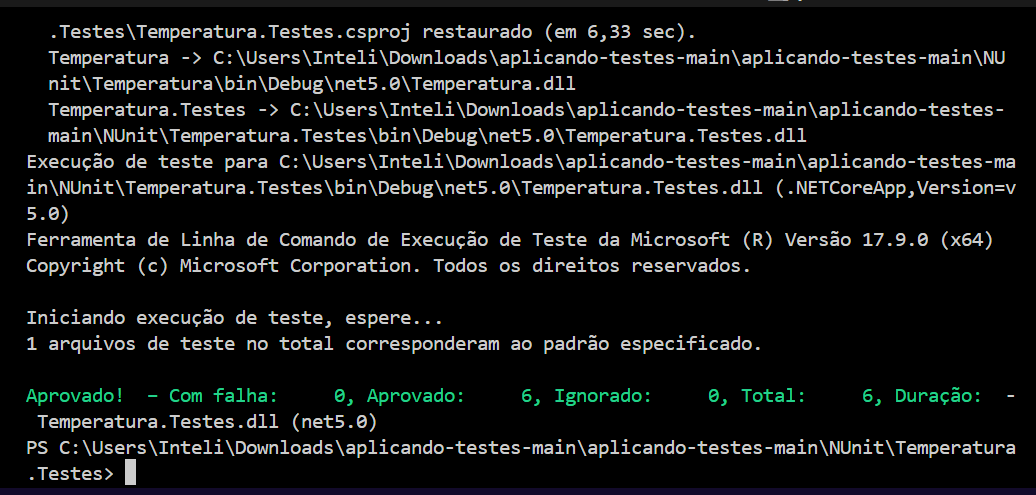 .Testes\Temperatura.Testes.csproj restaurado (em 6,33 sec).
Temperatura -> C:\Users\Inteli\Downloads\aplicando-testes-main\aplicando-testes-main\NU
nit\Temperatura\bin\Debug\net5.0\Temperatura.dll
Temperatura.Testes -> C:\Users\Inteli\Downloads\aplicando-testes-main\aplicando-testes-
main\NUnit\Temperatura.Testes\bin\Debug\net5.0\Temperatura.Testes.dll
Execução de teste para C:\Users\Inteli\Downloads\aplicando-testes-main\aplicando-testes-ma
in\NUnit\Temperatura.Testes\bin\Debug\net5.0\Temperatura.Testes.dll (.NETCoreApp,Version=v
5.0)
Ferramenta de Linha de Comando de Execução de Teste da Microsoft (R) Versão 17.9.0 (x64)
Copyright (c) Microsoft Corporation. Todos os direitos reservados.
Iniciando execução de teste, espere...
1 arquivos de teste no total corresponderam ao padrão especificado.
Aprovado!  – Com falha:     0, Aprovado:     6, Ignorado:     0, Total:     6, Duração:  -
Temperatura.Testes.dll (net5.0)
PS C:\Users\Inteli\Downloads\aplicando-testes-main\aplicando-testes-main\NUnit\Temperatura
.Testes>